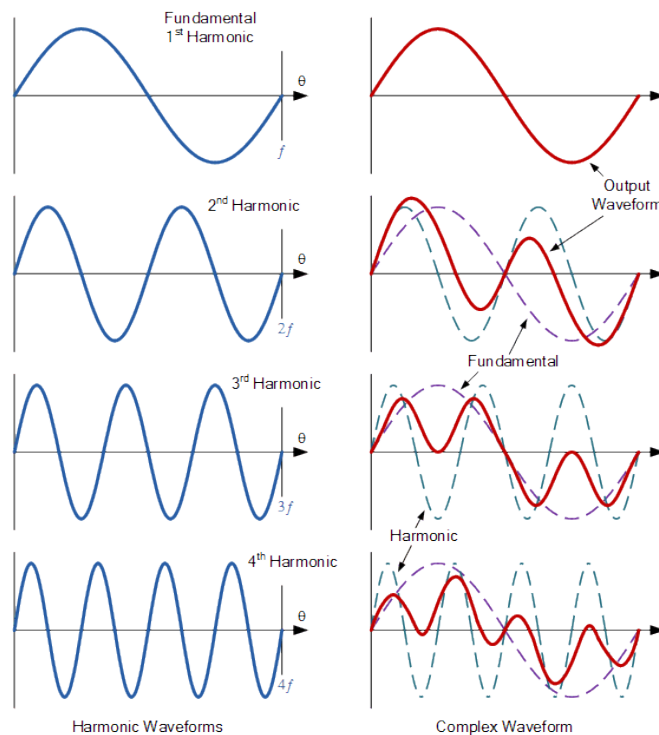 Fundamental
1st Harmonic
θ
f
Output
Waveform
2nd Harmonic
θ
2f
Fundamental
3rd Harmonic
θ
3f
Harmonic
4th Harmonic
θ
4f
Harmonic Waveforms
Complex Waveform